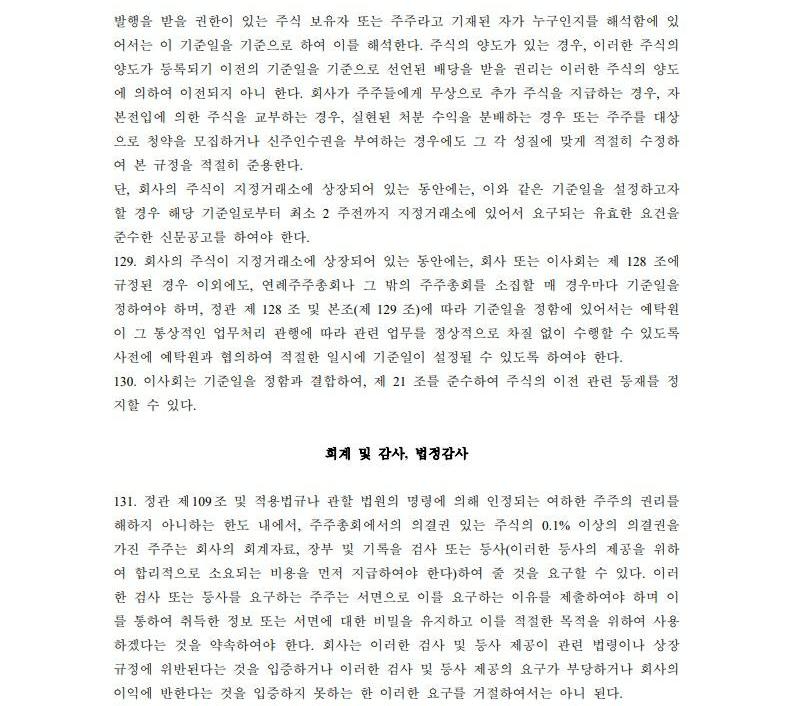 발행을 받을 권한이 있는 주식 보유자 또는 주주라고 기재된 자가 누구인지를 해석함에 있
어서는 이 기준일을 기준으로 하여 이를 해석한다. 주식의 양도가 있는 경우, 이러한 주식의
양도가 등록되기 이전의 기준일을 기준으로 선언된 배당을 받을 권리는 이러한 주식의 양도
에 의하여 이전되지 아니 한다. 회사가 주주들에게 무상으로 추가 주식을 지급하는 경우, 자
본전입에 의한 주식을 교부하는 경우, 실현된 처분 수익을 분배하는 경우 또는 주주를 대상
으로 청약을 모집하거나 신주인수권을 부여하는 경우에도 그 각 성질에 맞게 적절히 수정하
여 본 규정을 적절히 준용한다.
단, 회사의 주식이 지정거래소에 상장되어 있는 동안에는, 이와 같은 기준일을 설정하고자
할 경우 해당 기준일로부터 최소 2 주전까지 지정거래소에 있어서 요구되는 유효한 요건을
준수한 신문공고를 하여야 한다.
129. 회사의 주식이 지정거래소에 상장되어 있는 동안에는, 회사 또는 이사회는 제 128 조에
규정된 경우 이외에도, 연례주주총회나 그 밖의 주주총회를 소집할 매 경우마다 기준일을
정하여야 하며, 정관 제 128 조 및 본조(제 129 조)에 따라 기준일을 정함에 있어서는 예탁원
이 그 통상적인 업무처리 관행에 따라 관련 업무를 정상적으로 차질 없이 수행할 수 있도록
사전에 예탁원과 협의하여 적절한 일시에 기준일이 설정될 수 있도록 하여야 한다.
130. 이사회는 기준일을 정함과 결합하여, 제 21 조를 준수하여 주식의 이전 관련 등재를 정
지할 수 있다.
회계 및 감사, 법정감사
131. 정관 제109조 및 적용법규나 관할 법원의 명령에 의해 인정되는 여하한 주주의 권리를
해하지 아니하는 한도 내에서, 주주총회에서의 의결권 있는 주식의 0.1% 이상의 의결권을
가진 주주는 회사의 회계자료, 장부 및 기록을 검사 또는 등사(이러한 등사의 제공을 위하
여 합리적으로 소요되는 비용을 먼저 지급하여야 한다)하여 줄 것을 요구할 수 있다. 이러
한 검사 또는 등사를 요구하는 주주는 서면으로 이를 요구하는 이유를 제출하여야 하며 이
를 통하여 취득한 정보 또는 서면에 대한 비밀을 유지하고 이를 적절한 목적을 위하여 사용
하겠다는 것을 약속하여야 한다. 회사는 이러한 검사 및 등사 제공이 관련 법령이나 상장
규정에 위반된다는 것을 입증하거나 이러한 검사 및 등사 제공의 요구가 부당하거나 회사의
이익에 반한다는 것을 입증하지 못하는 한 이러한 요구를 거절하여서는 아니 된다.